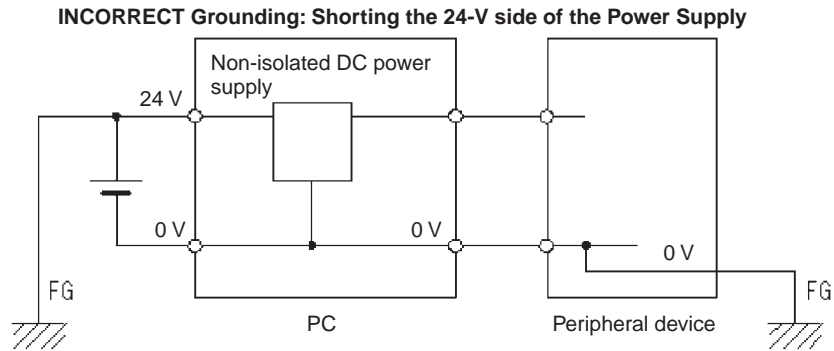 INCORRECT Grounding: Shorting the 24-V side of the Power Supply
Non-isolated DC power
supply
24 V
0 V
0 V
0 V
FG
FG
PC
Peripheral device